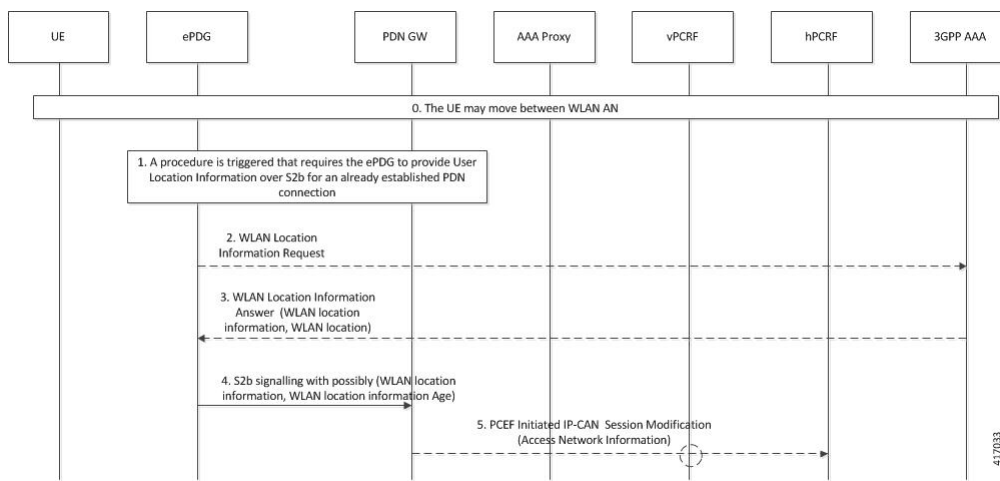 UE
ePDG
PDN GW
AAA Proxy
vPCRF
hPCRF
3GPP AAA
0. The UE may move between WLAN AN
1. A procedure is triggered that requires the ePDG to provide User
Location Information over S2b for an already established PDN
connection
2. WLAN Location
Information Request
3. WLAN Location Information
Answer (WLAN location
information, WLAN location)
4. S2b signalling with possibly (WLAN location
information, WLAN location information Age)
5. PCEF Initiated IP-CAN Session Modification
(Access Network Information)
417033